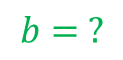 b = ?